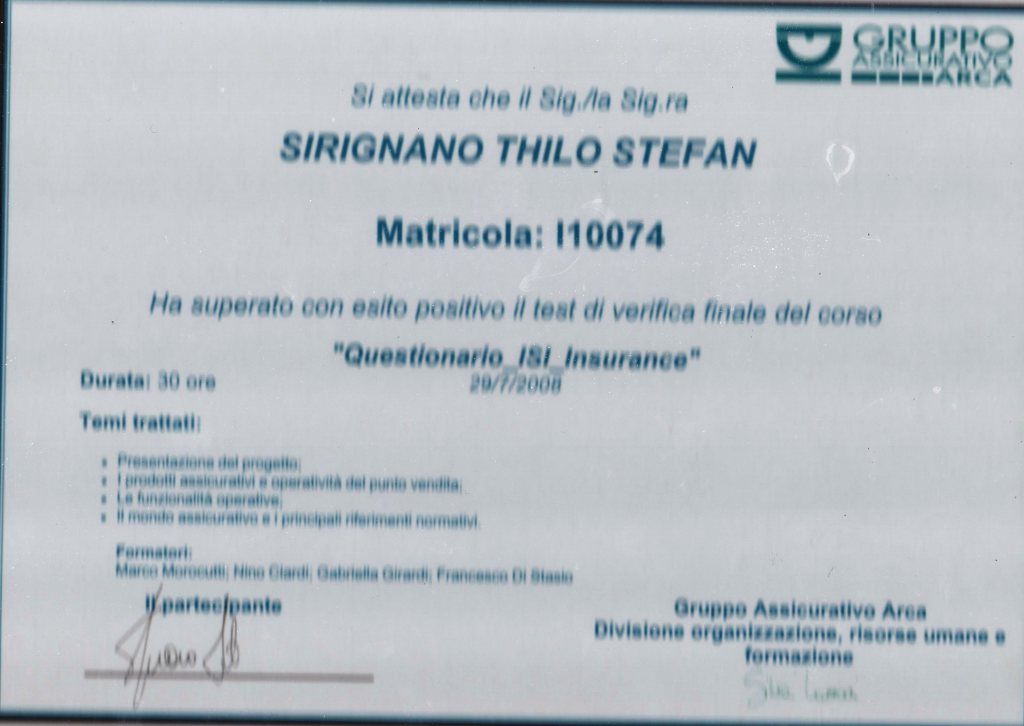 GRUPPO
ASSICURATIVO
ARCA
Si attesta che il Sig./la Sig.ra
SIRIGNANO THILO STEFAN
Matricola: I10074
Ha superato con esito positivo il test di verifica finale del corso
"Questionario_ISI_Insurance"
Durata: 30 ore
29/7/2008
Temi trattati:
• Presentazione del progetto;
• I prodotti assicurativi e operatività del punto vendita;
• Le funzionalità operative;
• Il mondo assicurativo e i principali riferimenti normativi.
Formatori:
Marco Morocutti; Nino Ciardi; Gabriella Girardi; Francesco Di Stasio
Il partecipante
Gruppo Assicurativo Arca
Divisione organizzazione, risorse umane e
formazione